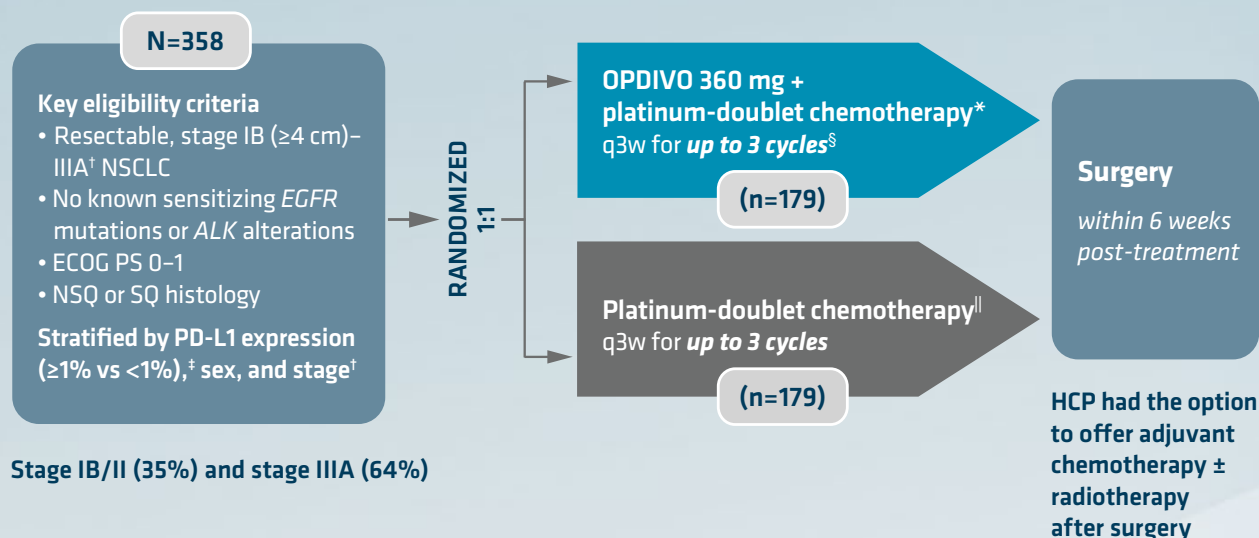 N=358
Key eligibility criteria
• Resectable, stage IB (≥4 cm)–
IIIA† NSCLC
• No known sensitizing EGFR
mutations or ALK alterations
• ECOG PS 0–1
• NSQ or SQ histology
Stratified by PD-L1 expression
(≥1% vs <1%),‡ sex, and stage†
Stage IB/II (35%) and stage IIIA (64%)
RANDOMIZED
1:1
OPDIVO 360 mg +
platinum-doublet chemotherapy*
q3w for up to 3 cycles§
(n=179)
Platinum-doublet chemotherapy||
q3w for up to 3 cycles
(n=179)
Surgery
within 6 weeks
post-treatment
HCP had the option
to offer adjuvant
chemotherapy ±
radiotherapy
after surgery